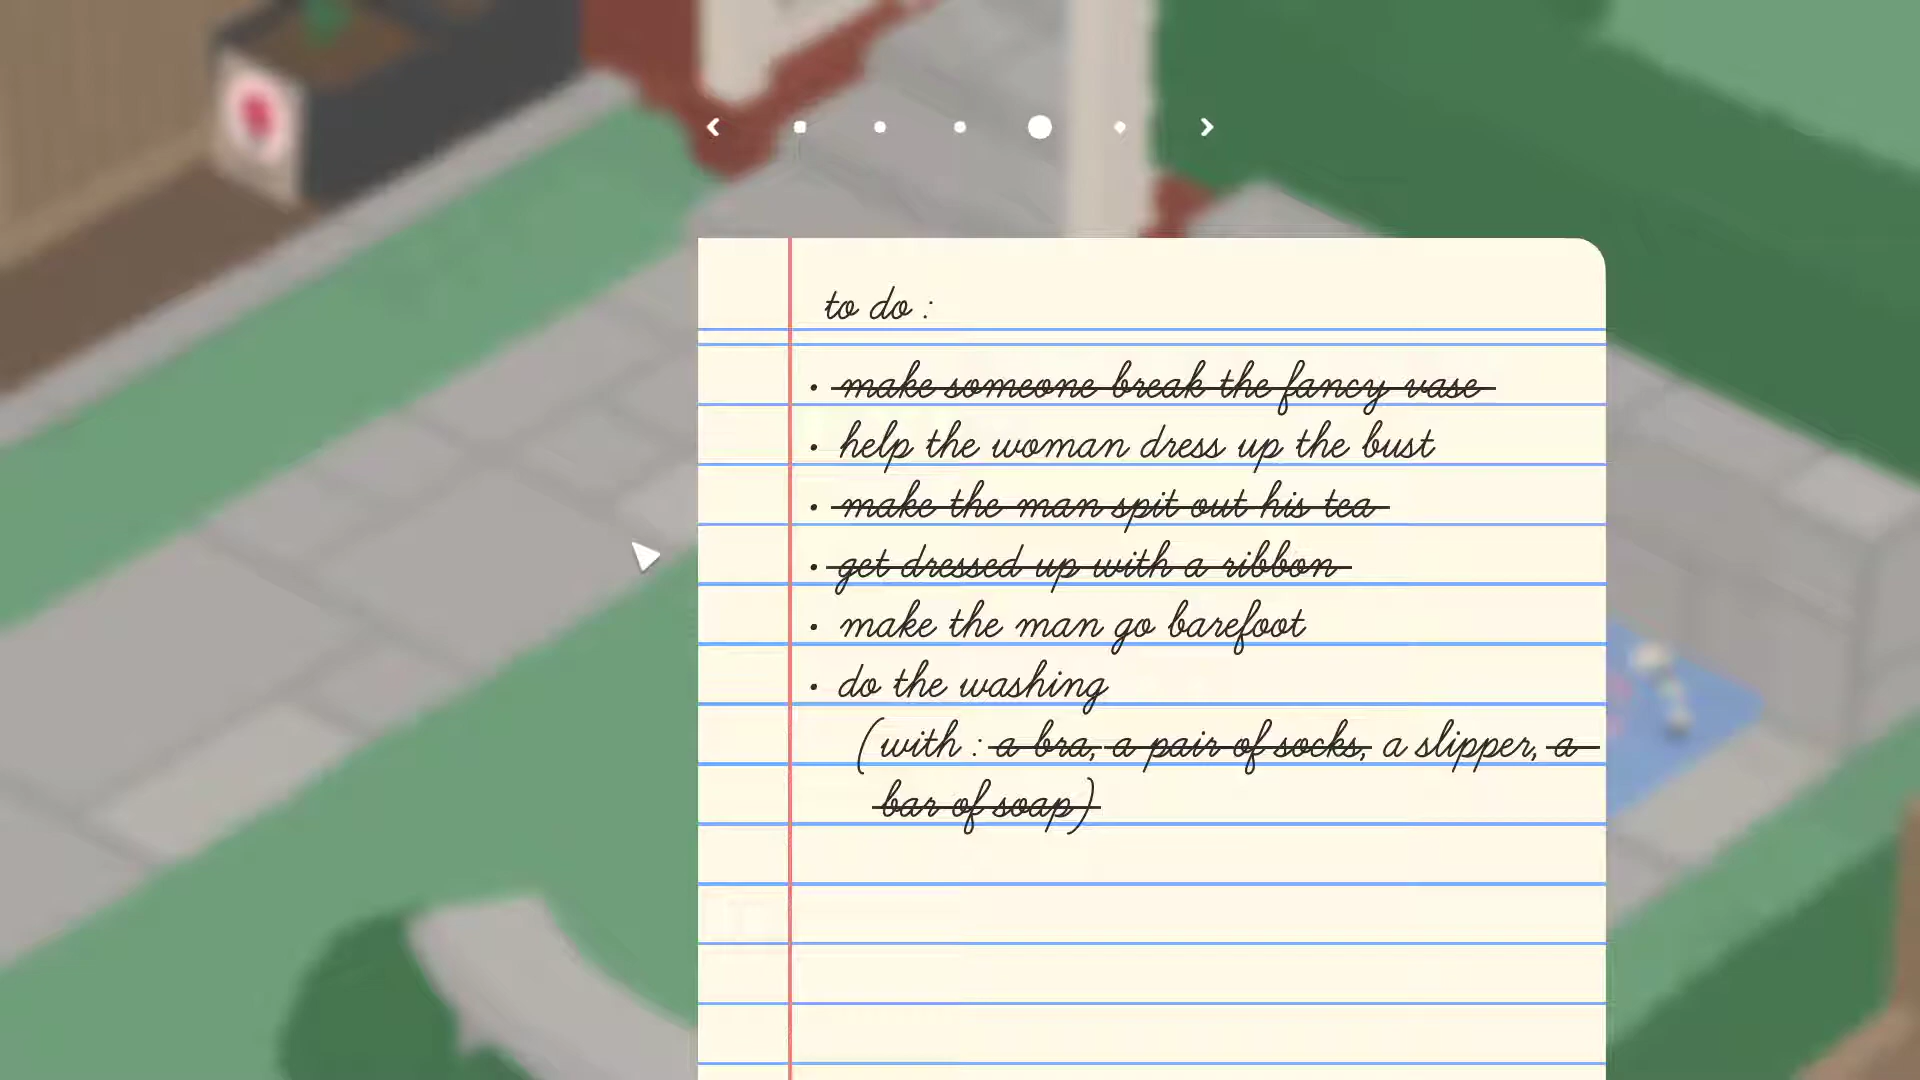 to do :
• make someone break the fancy vase
• help the woman dress up the bust
• make the man spit out his tea
• get dressed up with a ribbon
• make the man go barefoot
• do the washing
(with : a bra, a pair of socks, a slipper, a
bar of soap)